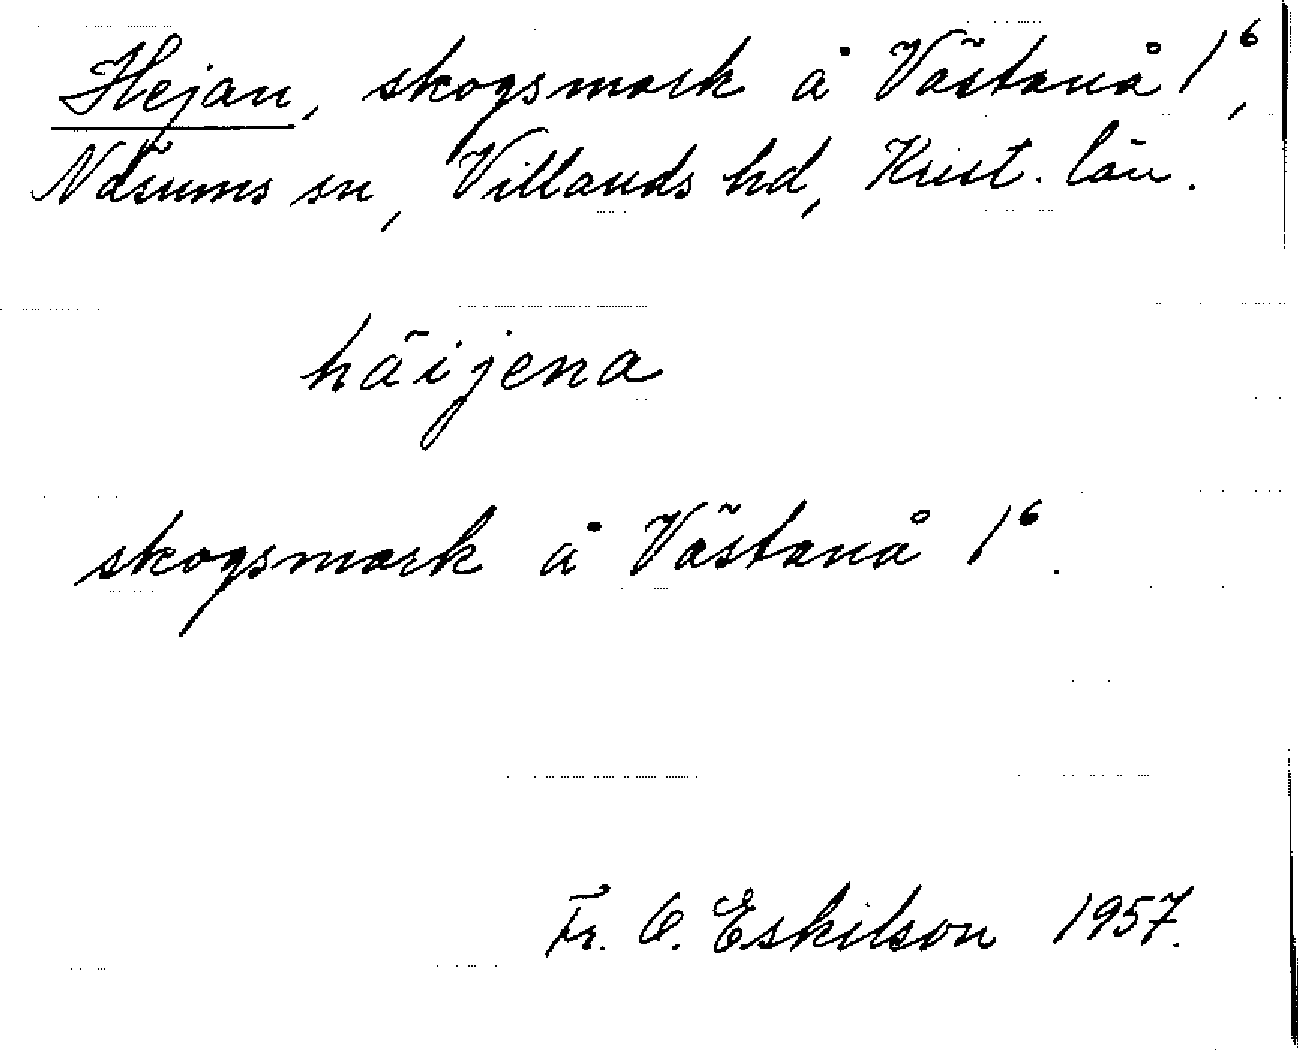 Hejan, skogsmark å Västanå 1⁶,
Näsums sn, Villands hd, Krist. län.
häijena
skogsmark å Västanå 1⁶.
Fr. O. Eskilson 1957.